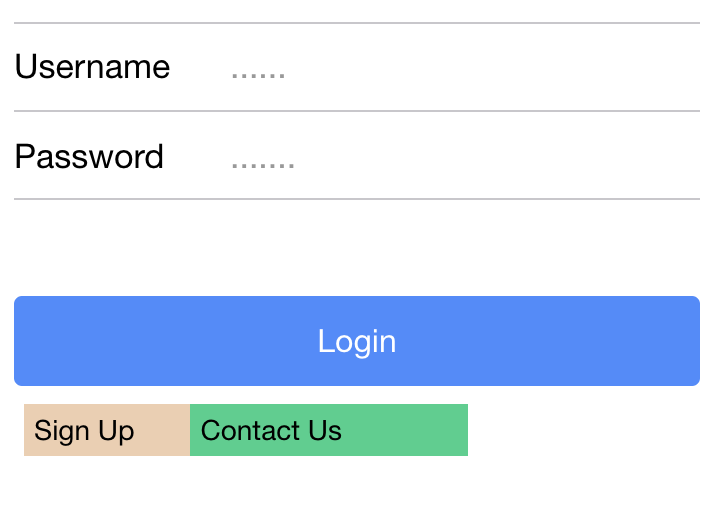 Username ......
Password .......
Login
Sign Up Contact Us